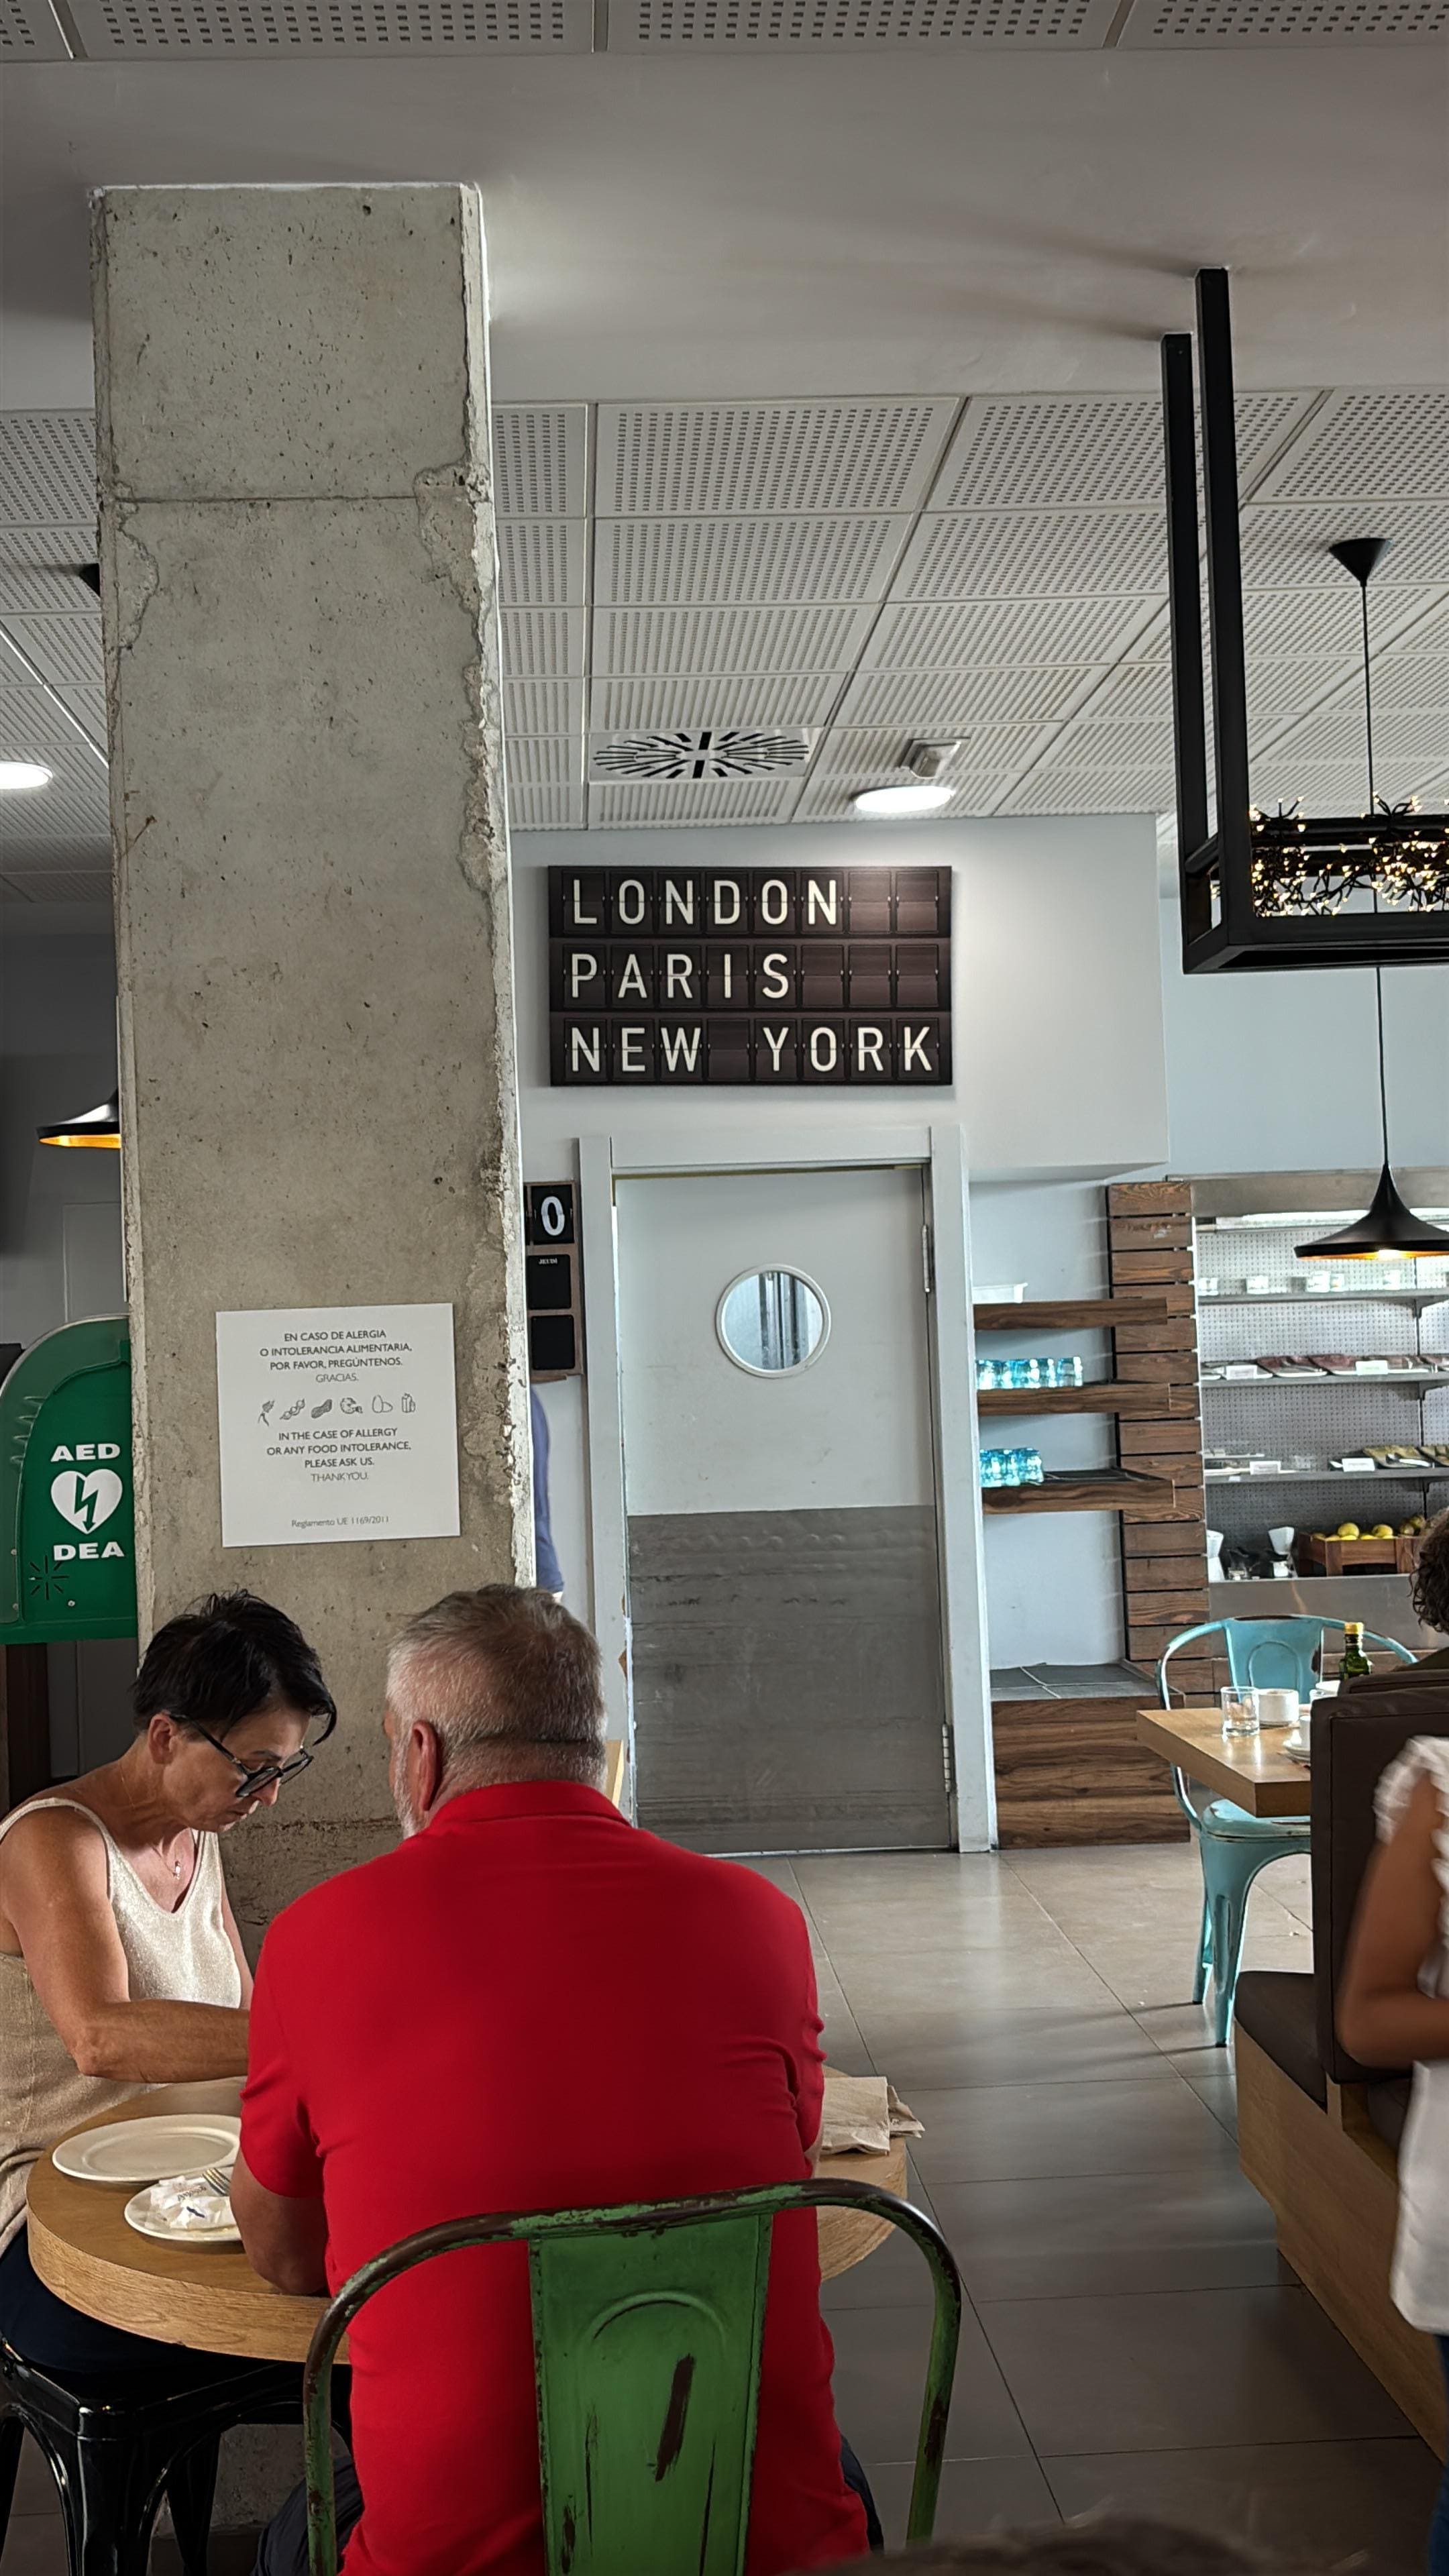 LONDON
PARIS
NEW YORK
0
EN CASO DE ALERGIA
O INTOLERANCIA ALIMENTARIA,
POR FAVOR, PREGÚNTENOS.
GRACIAS.
IN THE CASE OF ALLERGY
OR ANY FOOD INTOLERANCE,
PLEASE ASK US.
THANK YOU.
Reglamento UE 1169/2011
AED
DEA